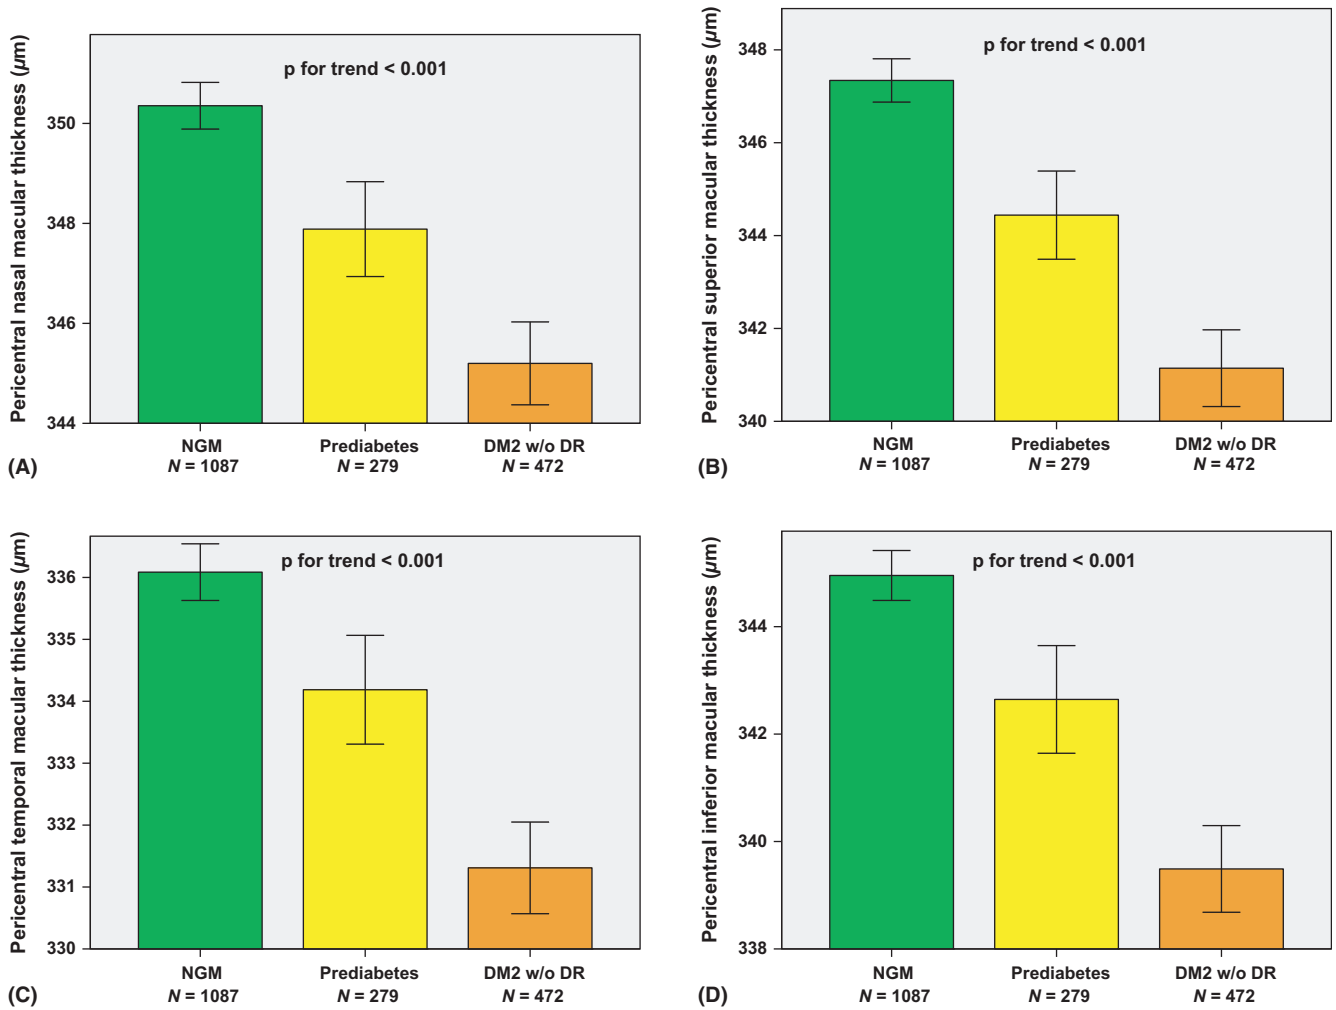 Pericentral nasal macular thickness (µm)
p for trend < 0.001
350
348
346
344
NGM
N = 1087
Prediabetes
N = 279
DM2 w/o DR
N = 472
(A)
Pericentral superior macular thickness (µm)
p for trend < 0.001
348
346
344
342
340
NGM
N = 1087
Prediabetes
N = 279
DM2 w/o DR
N = 472
(B)
Pericentral temporal macular thickness (µm)
p for trend < 0.001
336
335
334
333
332
331
330
NGM
N = 1087
Prediabetes
N = 279
DM2 w/o DR
N = 472
(C)
Pericentral inferior macular thickness (µm)
p for trend < 0.001
344
342
340
338
NGM
N = 1087
Prediabetes
N = 279
DM2 w/o DR
N = 472
(D)